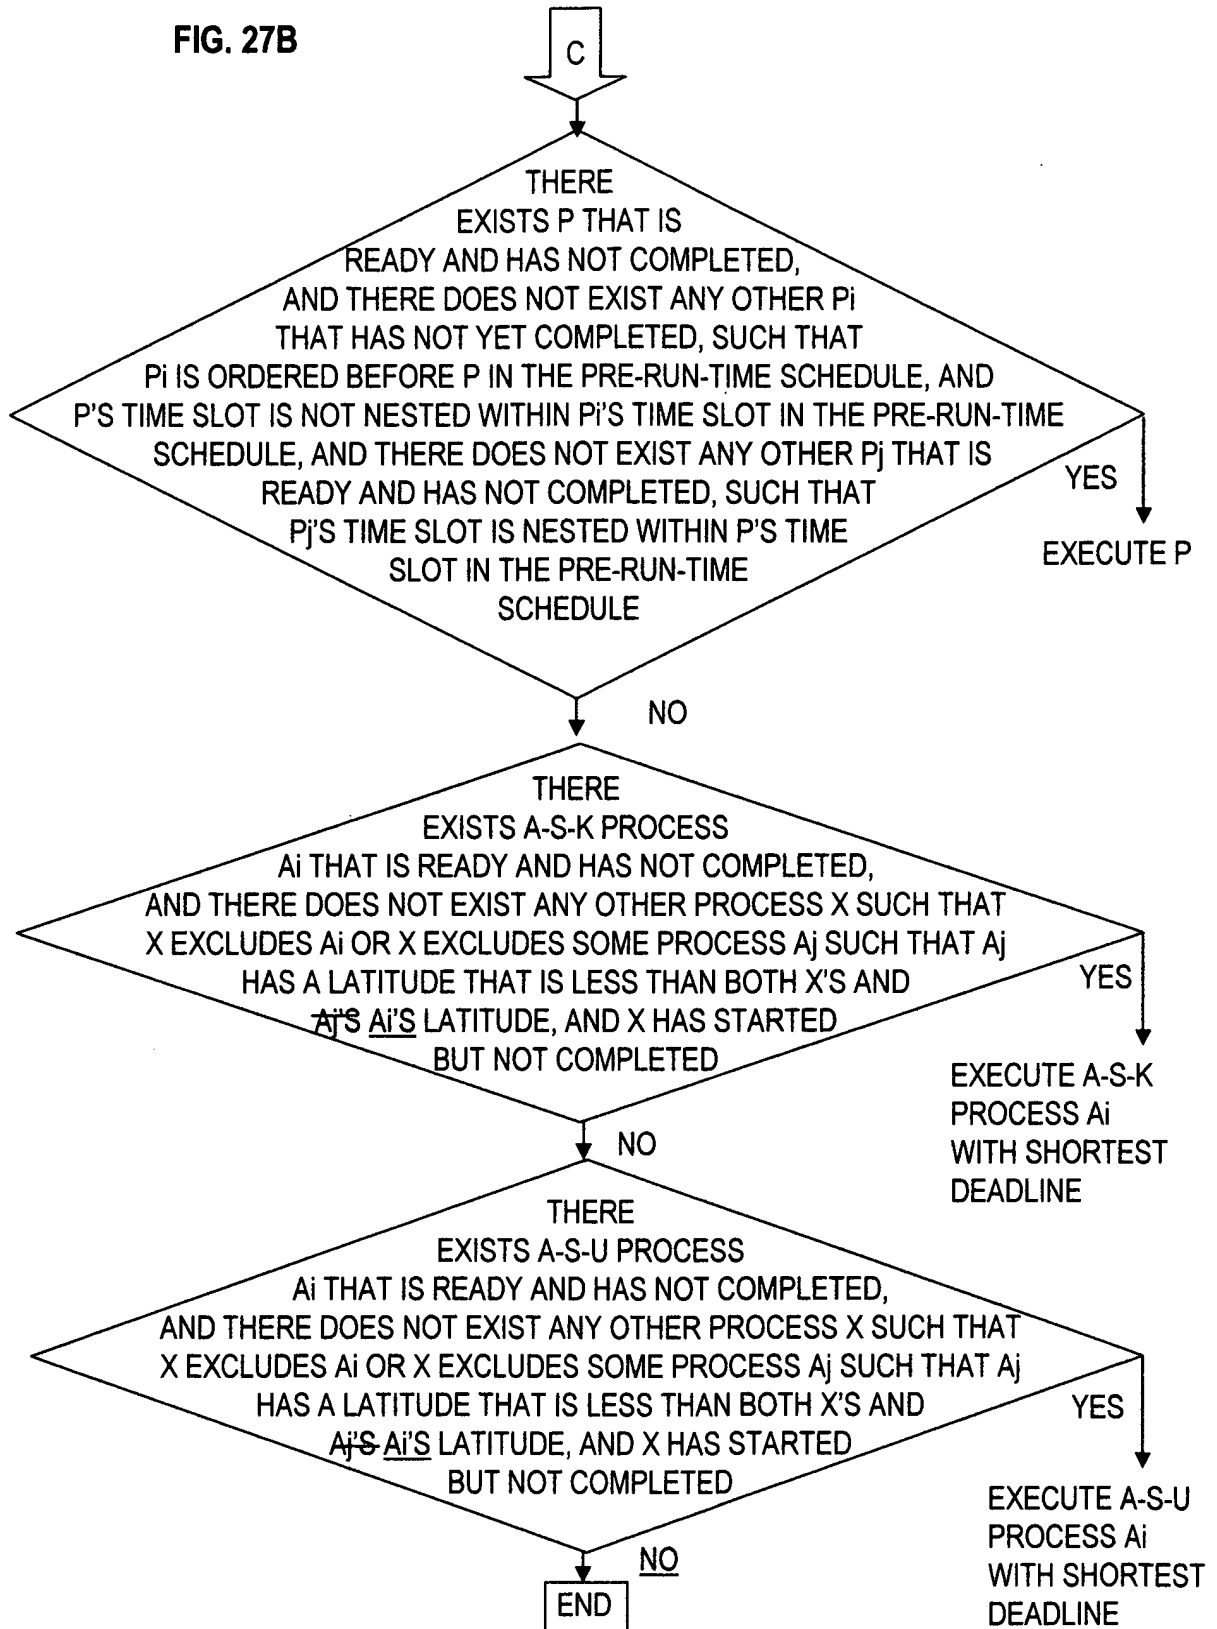 FIG. 27B
C
THERE
EXISTS P THAT IS
READY AND HAS NOT COMPLETED,
AND THERE DOES NOT EXIST ANY OTHER Pi
THAT HAS NOT YET COMPLETED, SUCH THAT
Pi IS ORDERED BEFORE P IN THE PRE-RUN-TIME SCHEDULE, AND
P'S TIME SLOT IS NOT NESTED WITHIN Pi'S TIME SLOT IN THE PRE-RUN-TIME
SCHEDULE, AND THERE DOES NOT EXIST ANY OTHER Pj THAT IS
READY AND HAS NOT COMPLETED, SUCH THAT
Pj'S TIME SLOT IS NESTED WITHIN P'S TIME
SLOT IN THE PRE-RUN-TIME
SCHEDULE
YES
EXECUTE P
NO
THERE
EXISTS A-S-K PROCESS
Ai THAT IS READY AND HAS NOT COMPLETED,
AND THERE DOES NOT EXIST ANY OTHER PROCESS X SUCH THAT
X EXCLUDES Ai OR X EXCLUDES SOME PROCESS Aj SUCH THAT Aj
HAS A LATITUDE THAT IS LESS THAN BOTH X'S AND
Aj'S Ai'S LATITUDE, AND X HAS STARTED
BUT NOT COMPLETED
YES
EXECUTE A-S-K
PROCESS Ai
WITH SHORTEST
DEADLINE
NO
THERE
EXISTS A-S-U PROCESS
Ai THAT IS READY AND HAS NOT COMPLETED,
AND THERE DOES NOT EXIST ANY OTHER PROCESS X SUCH THAT
X EXCLUDES Ai OR X EXCLUDES SOME PROCESS Aj SUCH THAT Aj
HAS A LATITUDE THAT IS LESS THAN BOTH X'S AND
Aj'S Ai'S LATITUDE, AND X HAS STARTED
BUT NOT COMPLETED
YES
EXECUTE A-S-U
PROCESS Ai
WITH SHORTEST
DEADLINE
NO
END